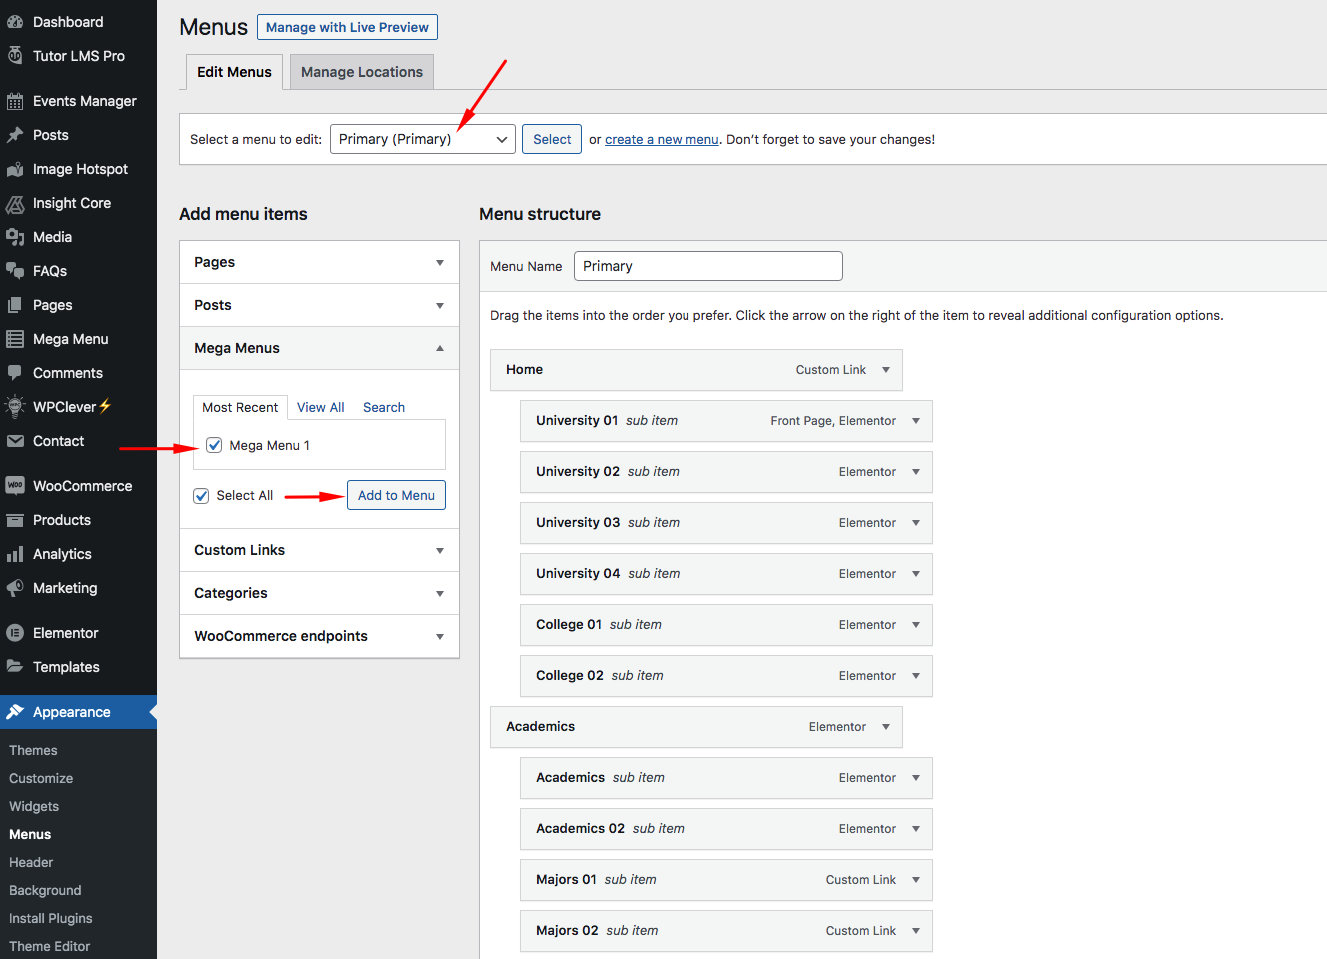 Dashboard
Tutor LMS Pro
Events Manager
Posts
Image Hotspot
Insight Core
Media
FAQs
Pages
Mega Menu
Comments
WPClever⚡
Contact
WooCommerce
Products
Analytics
Marketing
Elementor
Templates
Appearance
Themes
Customize
Widgets
Menus
Header
Background
Install Plugins
Theme Editor
Menus Manage with Live Preview
Edit Menus Manage Locations
Select a menu to edit: Primary (Primary) Select or create a new menu. Don’t forget to save your changes!
Add menu items
Pages
Posts
Mega Menus
Most Recent View All Search
Mega Menu 1
Select All Add to Menu
Custom Links
Categories
WooCommerce endpoints
Menu structure
Menu Name Primary
Drag the items into the order you prefer. Click the arrow on the right of the item to reveal additional configuration options.
Home Custom Link
University 01 sub item Front Page, Elementor
University 02 sub item Elementor
University 03 sub item Elementor
University 04 sub item Elementor
College 01 sub item Elementor
College 02 sub item Elementor
Academics Elementor
Academics sub item Elementor
Academics 02 sub item Elementor
Majors 01 sub item Custom Link
Majors 02 sub item Custom Link